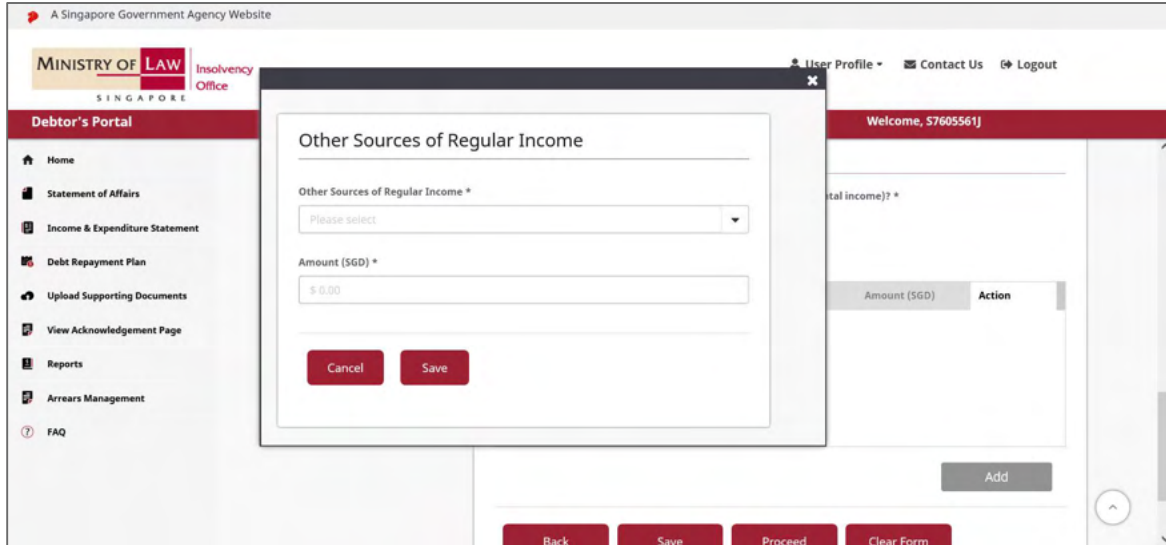 A Singapore Government Agency Website
MINISTRY OF LAW
SINGAPORE
Insolvency
Office
User Profile
Contact Us
Logout
Debtor's Portal
Welcome, S7605561J
Home
Statement of Affairs
Income & Expenditure Statement
Debt Repayment Plan
Upload Supporting Documents
View Acknowledgement Page
Reports
Arrears Management
FAQ
Other Sources of Regular Income
Other Sources of Regular Income *
Please select
Amount (SGD) *
$ 0.00
Cancel Save
income)? *
Amount (SGD) Action
Add
Back Save Proceed Clear Form